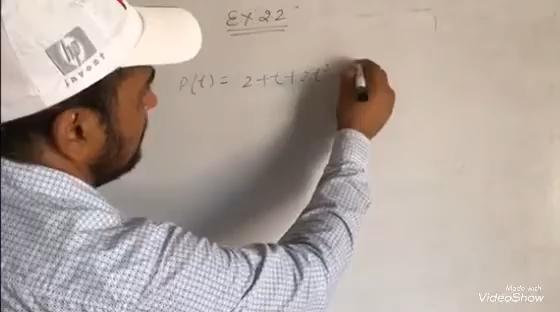 EX 22
P(t) = 2+t+2t²
hp
invent
Made with
VideoShow